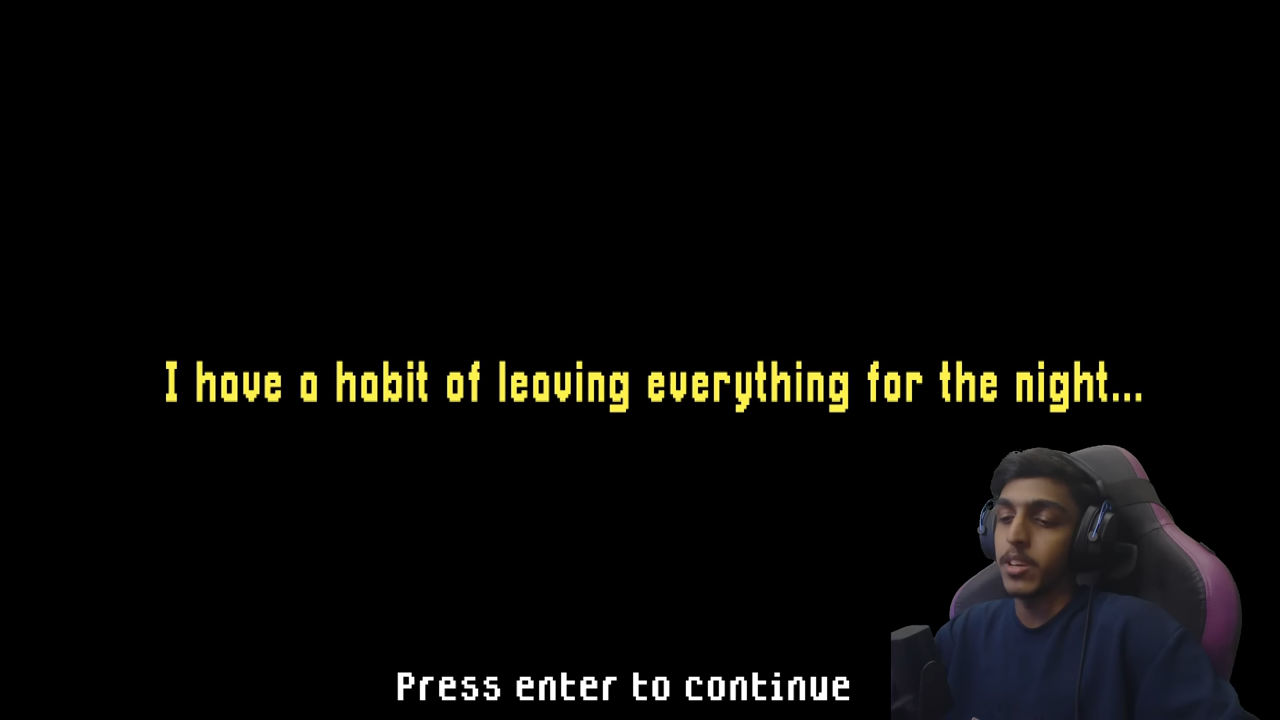 I have a habit of leaving everything for the night...
Press enter to continue